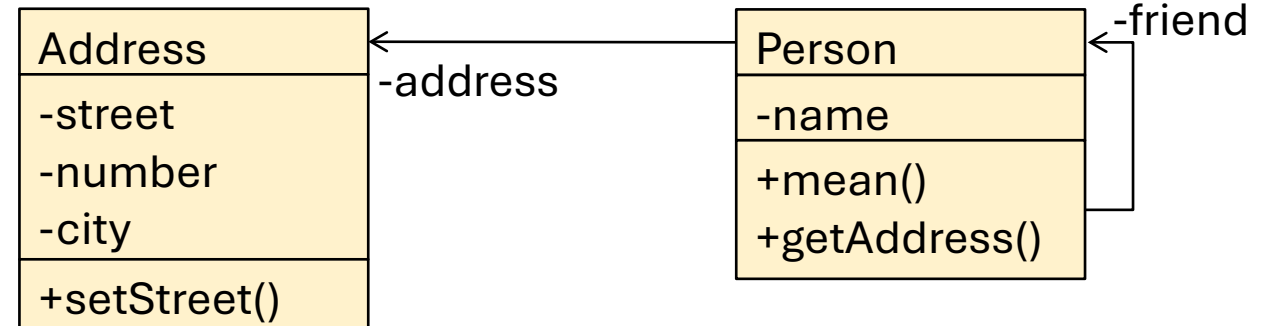 Address
-street
-number
-city
+setStreet()
-address
Person
-name
+mean()
+getAddress()
-friend